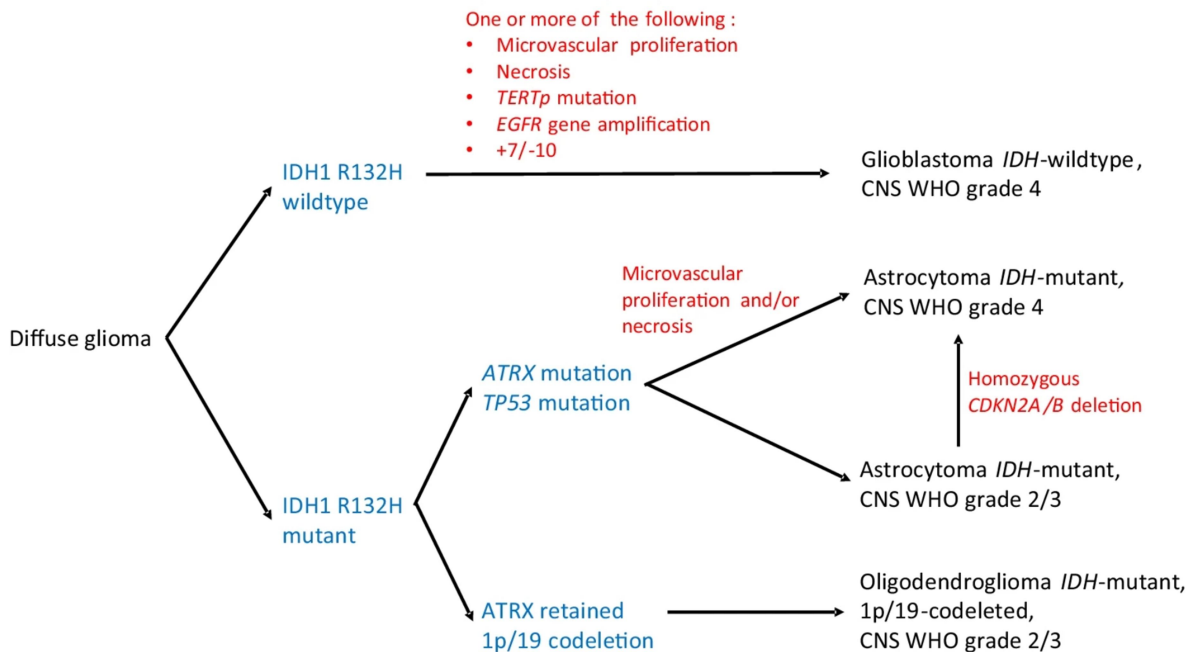 One or more of the following :
• Microvascular proliferation
• Necrosis
• TERTp mutation
• EGFR gene amplification
• +7/-10
IDH1 R132H
wildtype
Glioblastoma IDH-wildtype,
CNS WHO grade 4
Microvascular
proliferation and/or
necrosis
Astrocytoma IDH-mutant,
CNS WHO grade 4
Diffuse glioma
ATRX mutation
TP53 mutation
Homozygous
CDKN2A/B deletion
Astrocytoma IDH-mutant,
CNS WHO grade 2/3
IDH1 R132H
mutant
ATRX retained
1p/19 codeletion
Oligodendroglioma IDH-mutant,
1p/19-codeleted,
CNS WHO grade 2/3